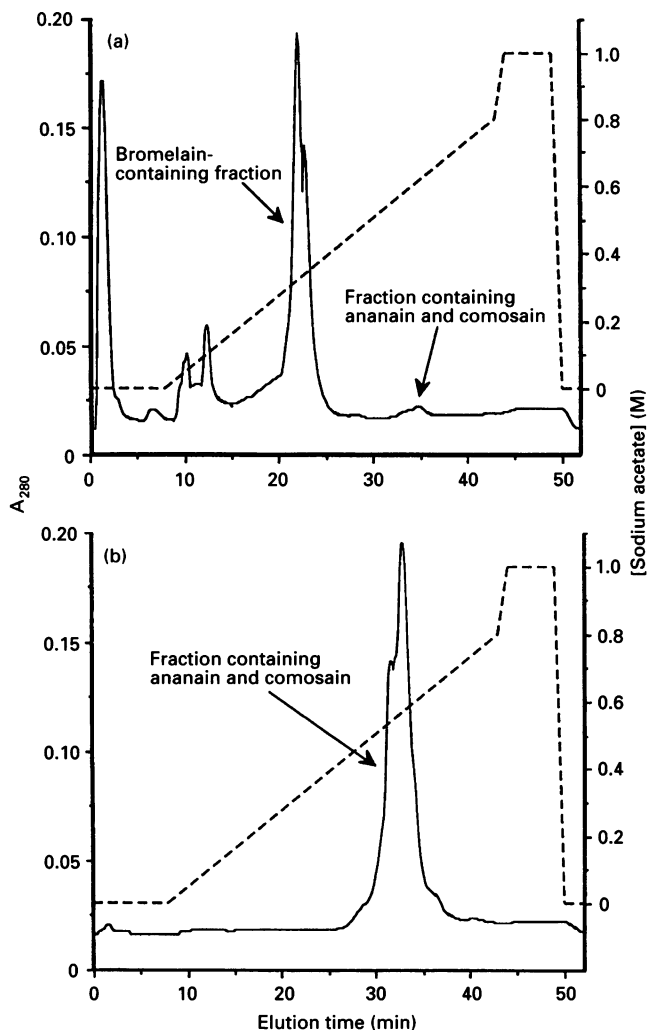 (a)
0.20
0.15
0.10
0.05
0
Bromelain-
containing fraction
Fraction containing
ananain and comosain
1.0
0.8
0.6
0.4
0.2
0
0 10 20 30 40 50
A280
[Sodium acetate] (M)
(b)
0.20
0.15
0.10
0.05
0
Fraction containing
ananain and comosain
1.0
0.8
0.6
0.4
0.2
0
0 10 20 30 40 50
Elution time (min)